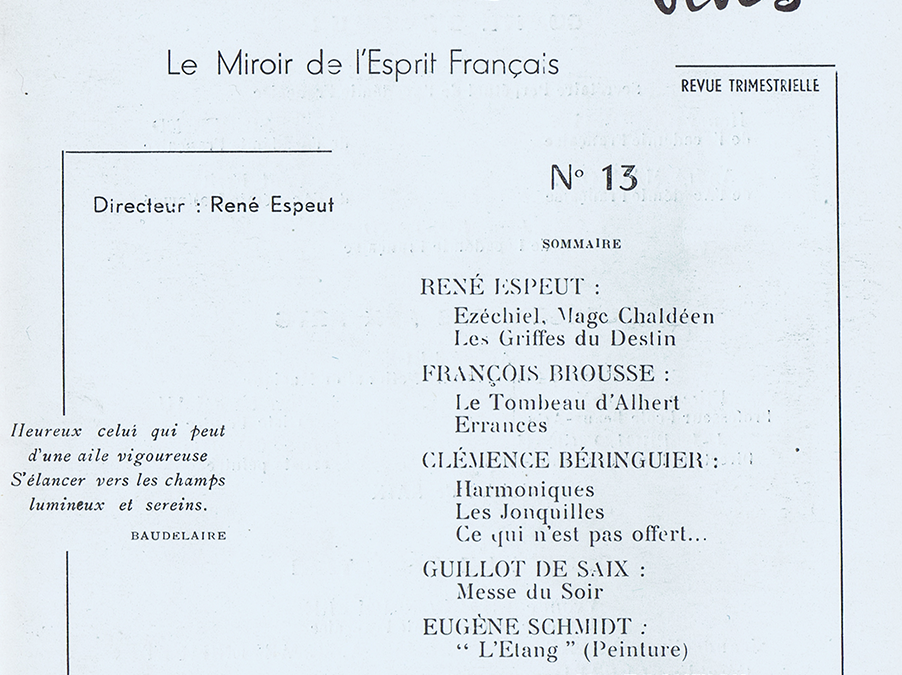 Le Miroir de l'Esprit Français
REVUE TRIMESTRIELLE
N° 13
Directeur : René Espeut
SOMMAIRE
RENÉ ESPEUT :
Ezéchiel, Mage Chaldéen
Les Griffes du Destin
FRANÇOIS BROUSSE :
Le Tombeau d'Alhert
Errances
CLÉMENCE BÉRINGUIER :
Harmoniques
Les Jonquilles
Ce qui n'est pas offert...
GUILLOT DE SAIX :
Messe du Soir
EUGÈNE SCHMIDT :
“ L'Etang ” (Peinture)
Heureux celui qui peut
d'une aile vigoureuse
S'élancer vers les champs
lumineux et sereins.
BAUDELAIRE